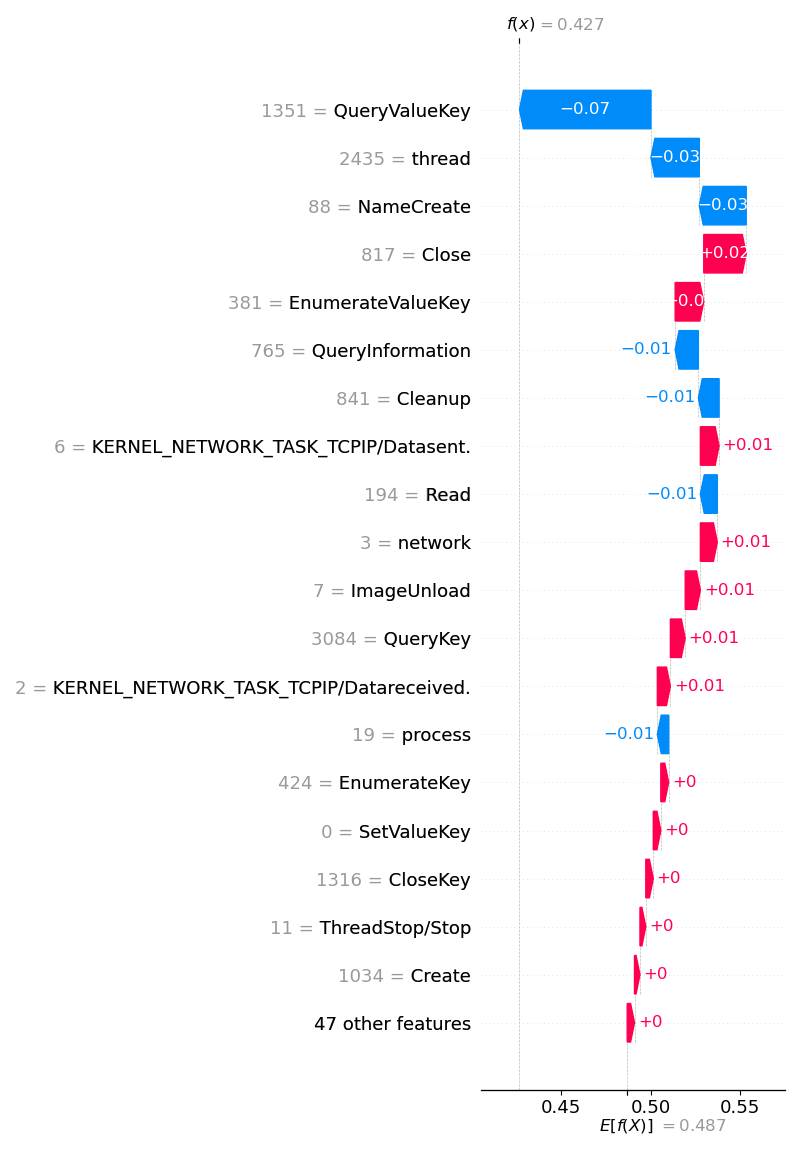 f(x) = 0.427
1351 = QueryValueKey −0.07
2435 = thread −0.03
88 = NameCreate −0.03
817 = Close +0.02
381 = EnumerateValueKey +0.0
765 = QueryInformation −0.01
841 = Cleanup −0.01
6 = KERNEL_NETWORK_TASK_TCPIP/Datasent. +0.01
194 = Read −0.01
3 = network +0.01
7 = ImageUnload +0.01
3084 = QueryKey +0.01
2 = KERNEL_NETWORK_TASK_TCPIP/Datareceived. +0.01
19 = process −0.01
424 = EnumerateKey +0
0 = SetValueKey +0
1316 = CloseKey +0
11 = ThreadStop/Stop +0
1034 = Create +0
47 other features +0
0.45 0.50 0.55
E[f(X)] = 0.487